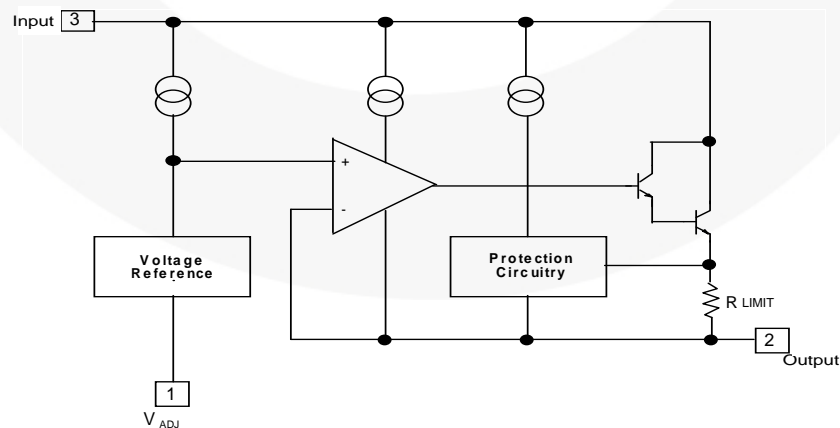 Input 3
+
-
Voltage
Reference
Protection
Circuitry
R LIMIT
2
Output
1
V ADJ